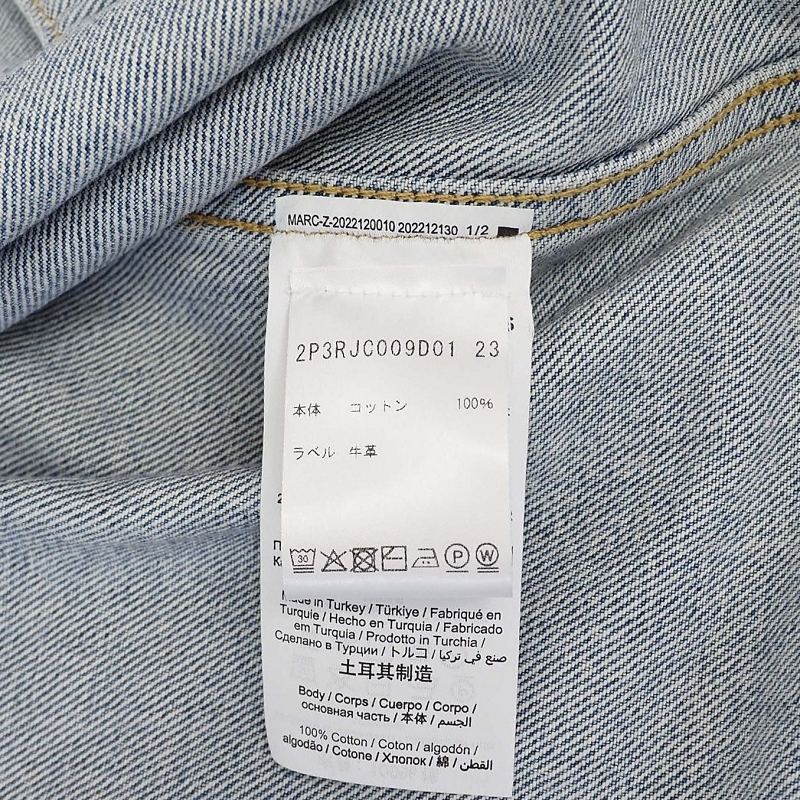 MARC-Z-2022120010 202212130 1/2
S
2P3RJC009D01 23
本体 コットン 100%
ラベル 牛革
30 P W
Made in Turkey / Türkiye / Fabriqué en
Turquie / Hecho en Turquia / Fabricado
em Turquia / Prodotto in Turchia /
Сделано в Турции / トルコ / صنع في تركيا
土耳其制造
Body / Corps / Cuerpo / Corpo /
основная часть / 本体 / الجسم
100% Cotton / Coton / algodón /
algodão / Cotone / Хлопок / 綿 / القطن